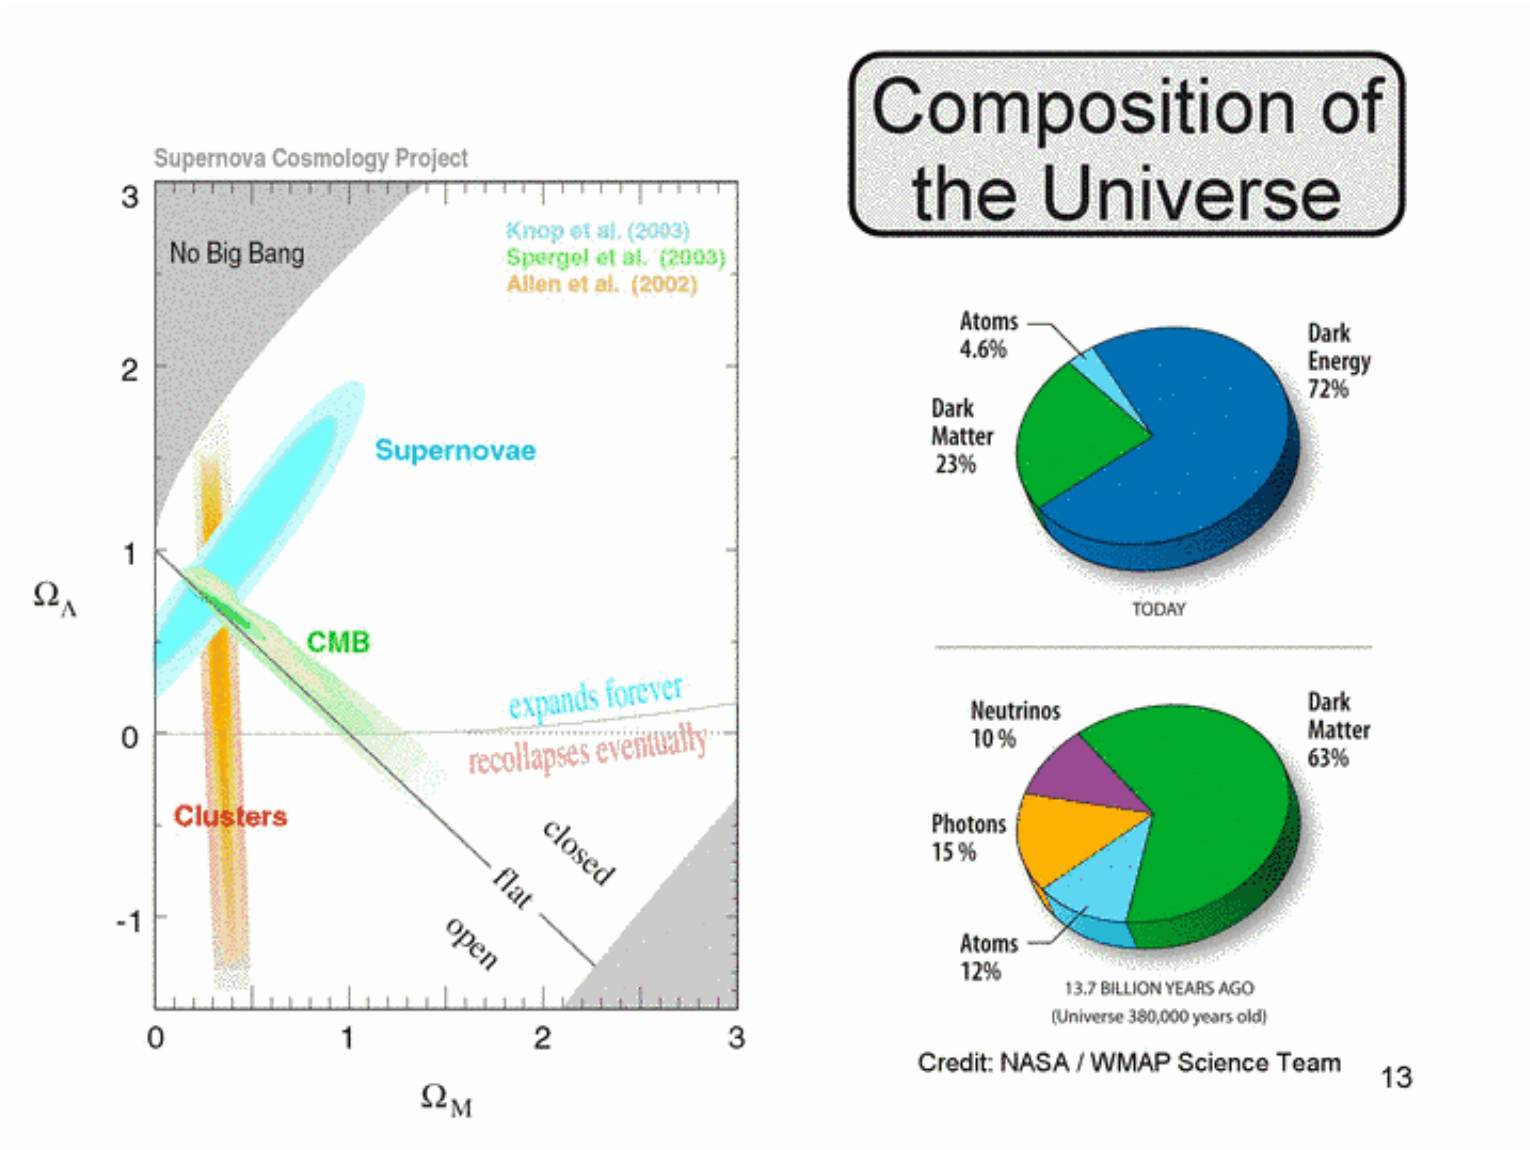 Composition of
the Universe
Supernova Cosmology Project
3
2
1
0
-1
No Big Bang
Knop et al. (2003)
Spergel et al. (2003)
Allen et al. (2002)
Supernovae
CMB
expands forever
recollapses eventually
Clusters
closed
flat
open
Ω_Λ
0
1
2
3
Ω_M
Atoms
4.6%
Dark
Energy
72%
Dark
Matter
23%
TODAY
Neutrinos
10 %
Dark
Matter
63%
Photons
15 %
Atoms
12%
13.7 BILLION YEARS AGO
(Universe 380,000 years old)
Credit: NASA / WMAP Science Team
13